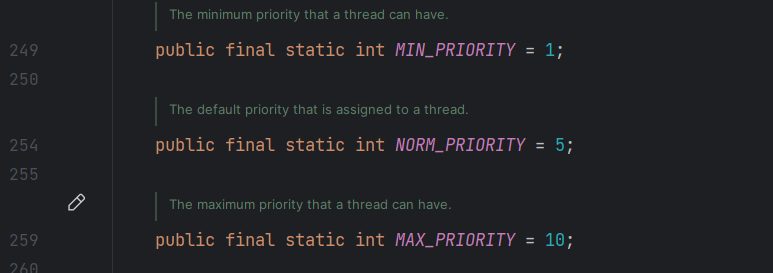 The minimum priority that a thread can have.
249 public final static int MIN_PRIORITY = 1;
250
The default priority that is assigned to a thread.
254 public final static int NORM_PRIORITY = 5;
255
The maximum priority that a thread can have.
259 public final static int MAX_PRIORITY = 10;
260